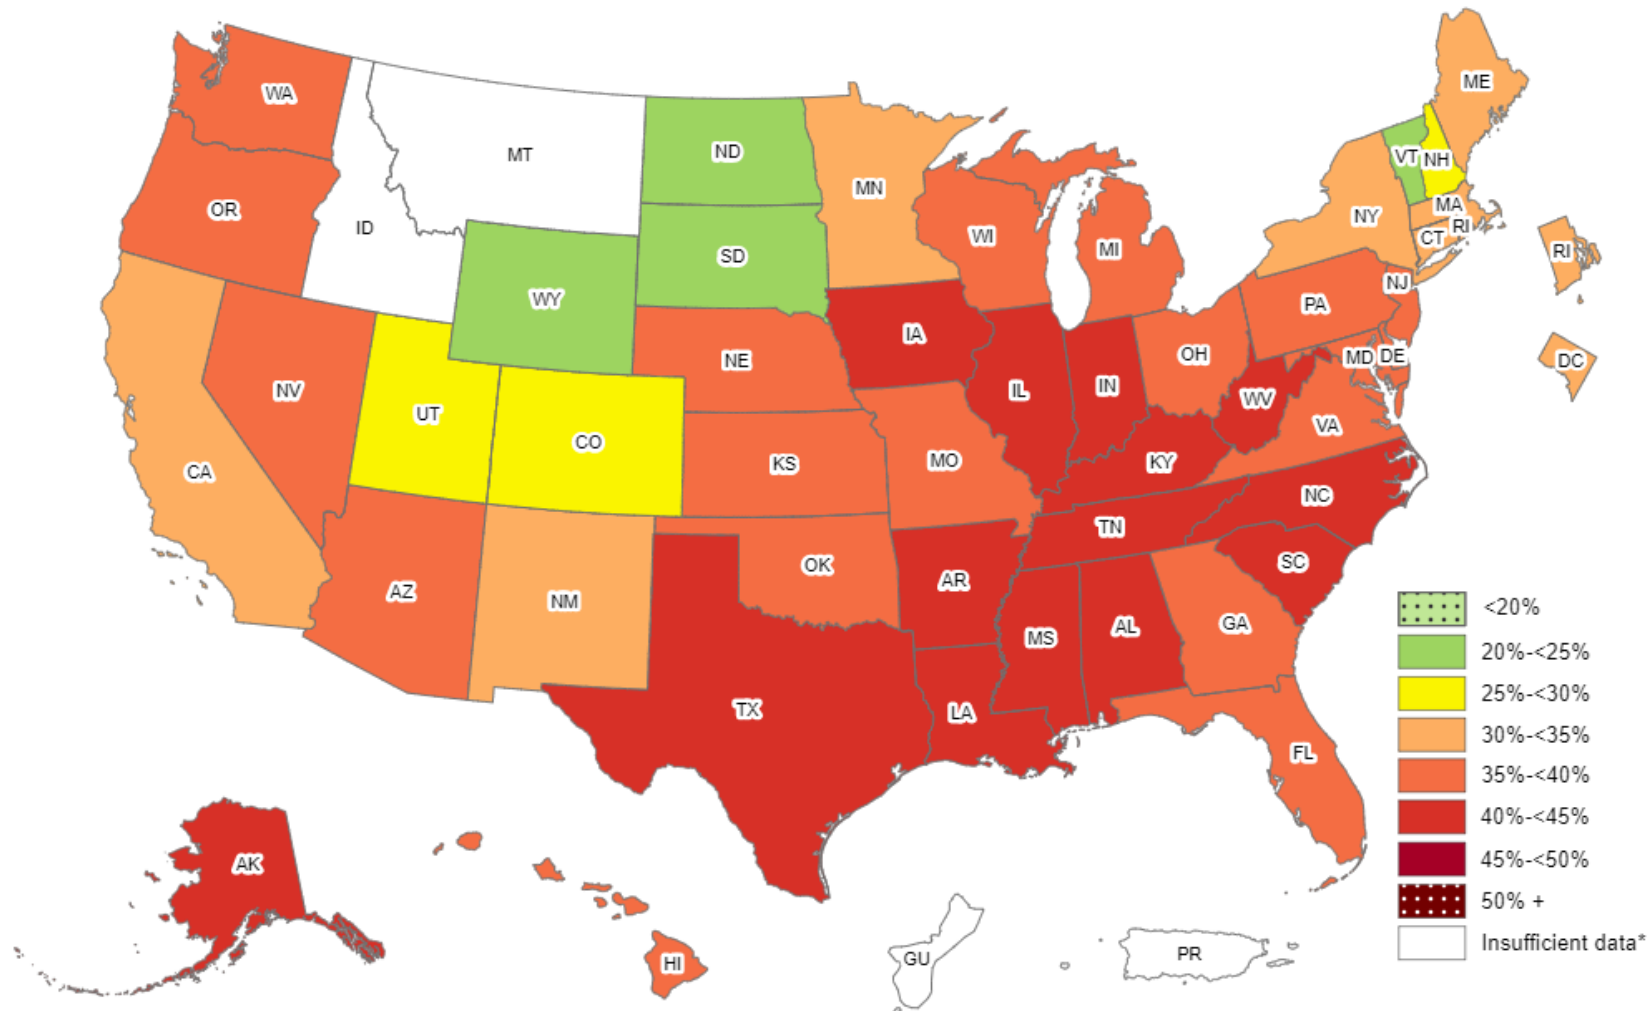 WA
MT
ND
MN
ME
VT
NH
OR
ID
SD
WI
MI
NY
MA
RI
CT
RI
WY
IA
NE
PA
NJ
NV
UT
CO
IL
IN
OH
MD
DE
DC
WV
VA
CA
KS
MO
KY
NC
AZ
NM
OK
AR
TN
SC
MS
AL
GA
TX
LA
FL
AK
HI
GU
PR
<20%
20%-<25%
25%-<30%
30%-<35%
35%-<40%
40%-<45%
45%-<50%
50% +
Insufficient data*